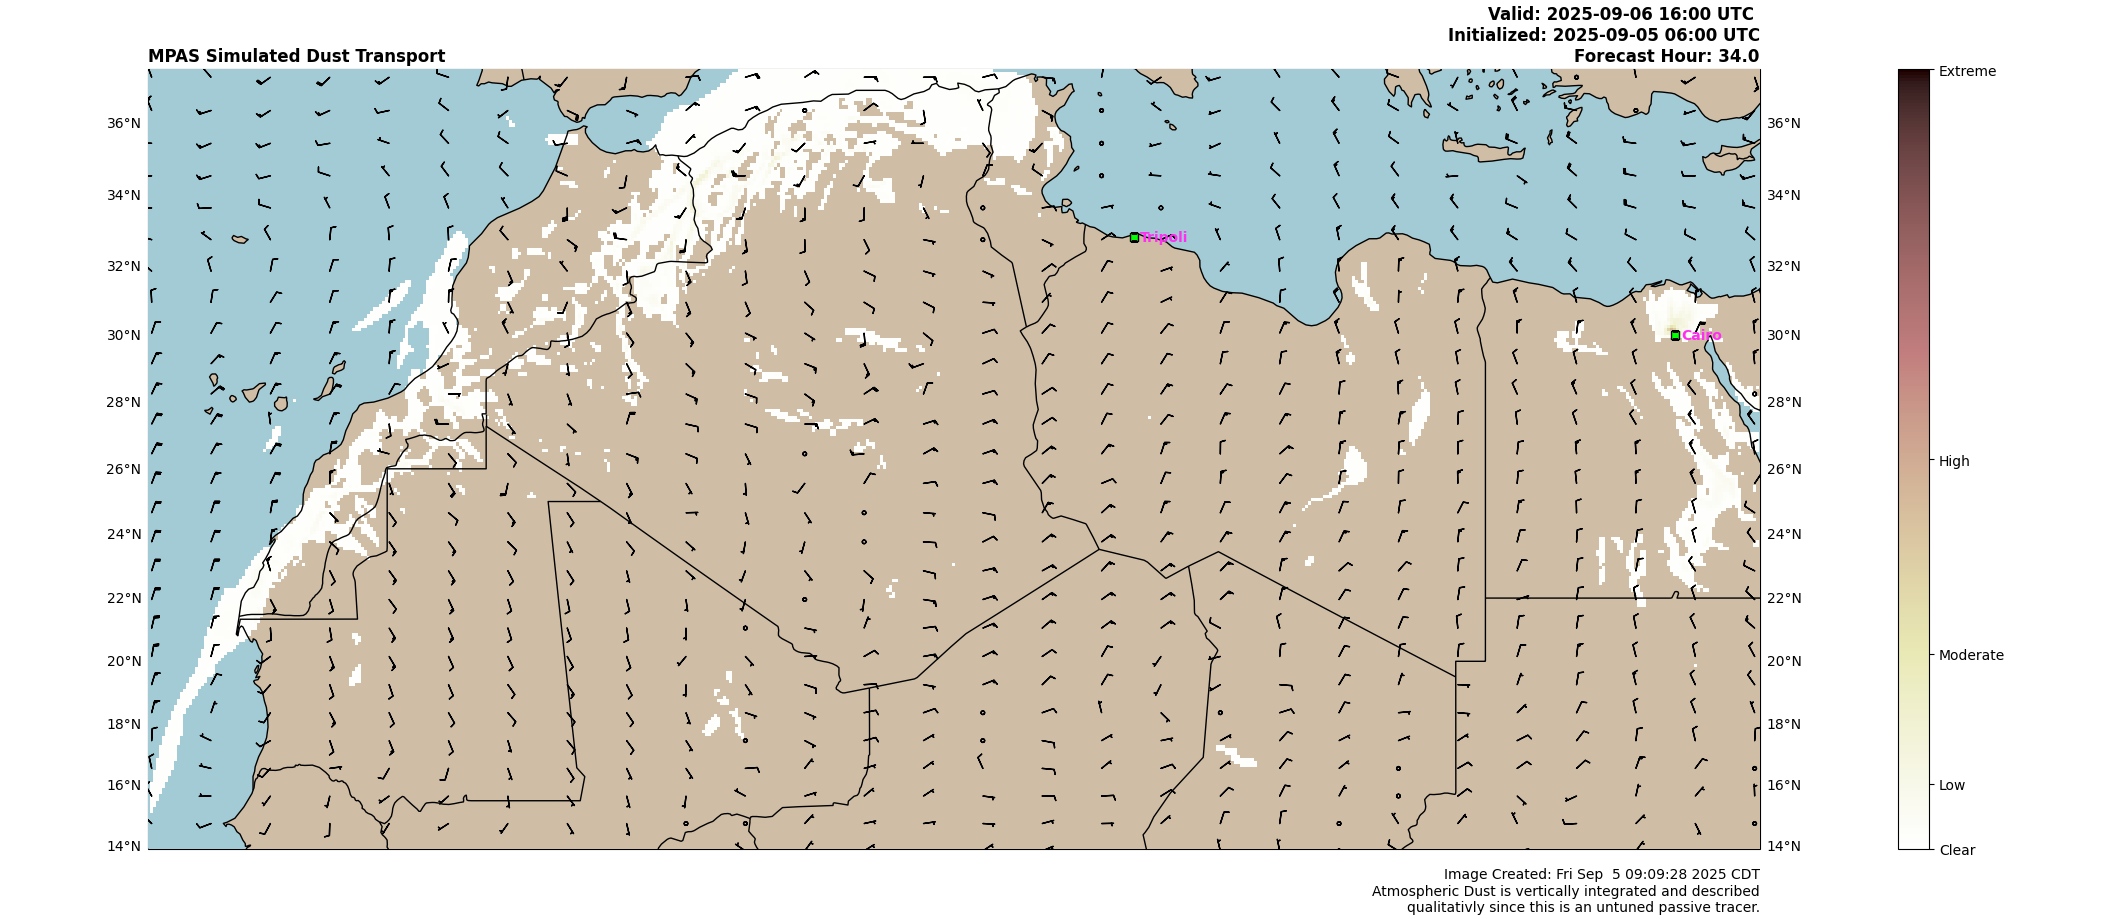 Valid: 2025-09-06 16:00 UTC
Initialized: 2025-09-05 06:00 UTC
MPAS Simulated Dust Transport
Forecast Hour: 34.0
Extreme
36°N
36°N
34°N
34°N
Tripoli
32°N
32°N
30°N
Cairo
30°N
28°N
28°N
26°N
26°N
High
24°N
24°N
22°N
22°N
20°N
20°N
Moderate
18°N
18°N
16°N
16°N
Low
14°N
14°N
Clear
Image Created: Fri Sep  5 09:09:28 2025 CDT
Atmospheric Dust is vertically integrated and described
qualitativly since this is an untuned passive tracer.